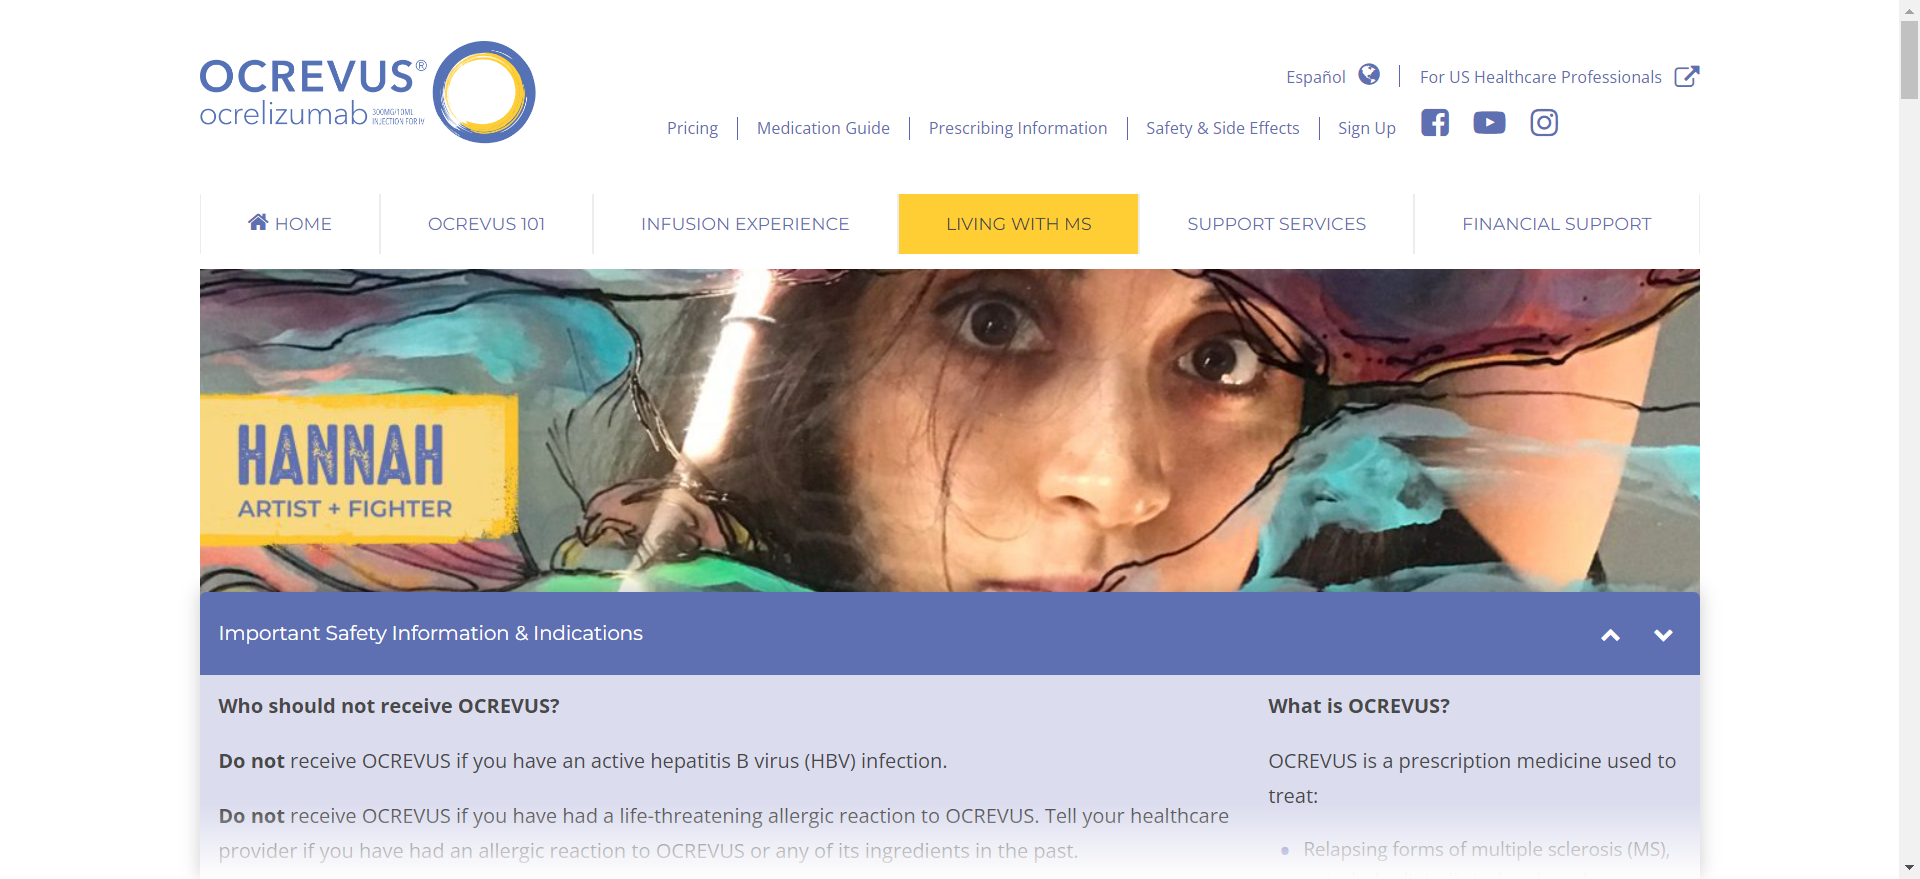 OCREVUS®
ocrelizumab 300MG/10ML INJECTION FOR IV
Español
For US Healthcare Professionals
Pricing
Medication Guide
Prescribing Information
Safety & Side Effects
Sign Up
HOME
OCREVUS 101
INFUSION EXPERIENCE
LIVING WITH MS
SUPPORT SERVICES
FINANCIAL SUPPORT
HANNAH
ARTIST + FIGHTER
Important Safety Information & Indications
Who should not receive OCREVUS?
Do not receive OCREVUS if you have an active hepatitis B virus (HBV) infection.
Do not receive OCREVUS if you have had a life-threatening allergic reaction to OCREVUS. Tell your healthcare
provider if you have had an allergic reaction to OCREVUS or any of its ingredients in the past.
What is OCREVUS?
OCREVUS is a prescription medicine used to
treat:
• Relapsing forms of multiple sclerosis (MS),